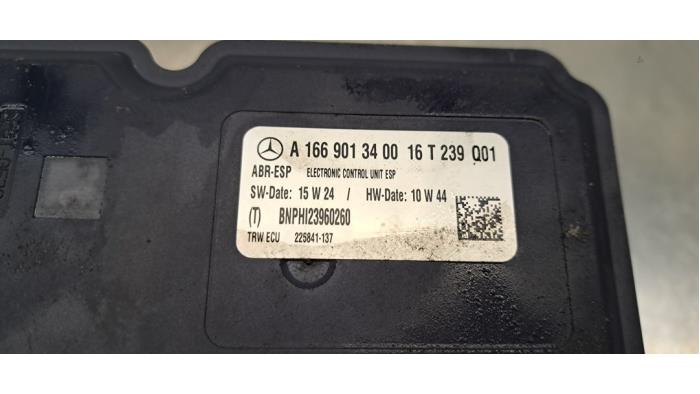 A 166 901 34 00 16 T 239 Q01
ABR-ESP ELECTRONIC CONTROL UNIT ESP
SW-Date: 15 W 24 / HW-Date: 10 W 44
(T) BNPHI23960260
TRW ECU 225841-137